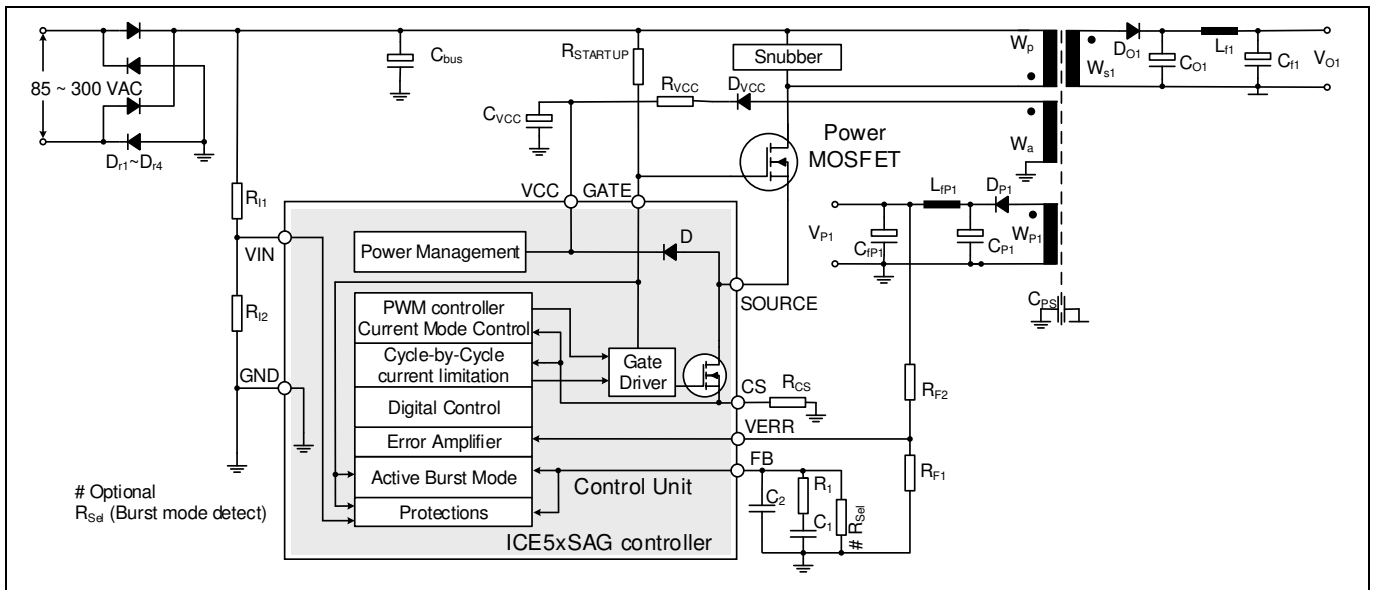 85 ~ 300 VAC
Dr1~Dr4
Cbus
RSTARTUP
Snubber
Wp
Ws1
DO1
CO1
Lf1
Cf1
VO1
RVCC
DVCC
CVCC
Wa
Power
MOSFET
VCC
GATE
RI1
VIN
RI2
GND
Power Management
D
SOURCE
PWM controller
Current Mode Control
Cycle-by-Cycle
current limitation
Digital Control
Error Amplifier
Active Burst Mode
Protections
Gate
Driver
CS
RCS
VERR
FB
Control Unit
ICE5xSAG controller
VP1
CfP1
LfP1
CP1
DP1
WP1
CPS
RF2
RF1
C2
R1
C1
# RSel
# Optional
RSel (Burst mode detect)